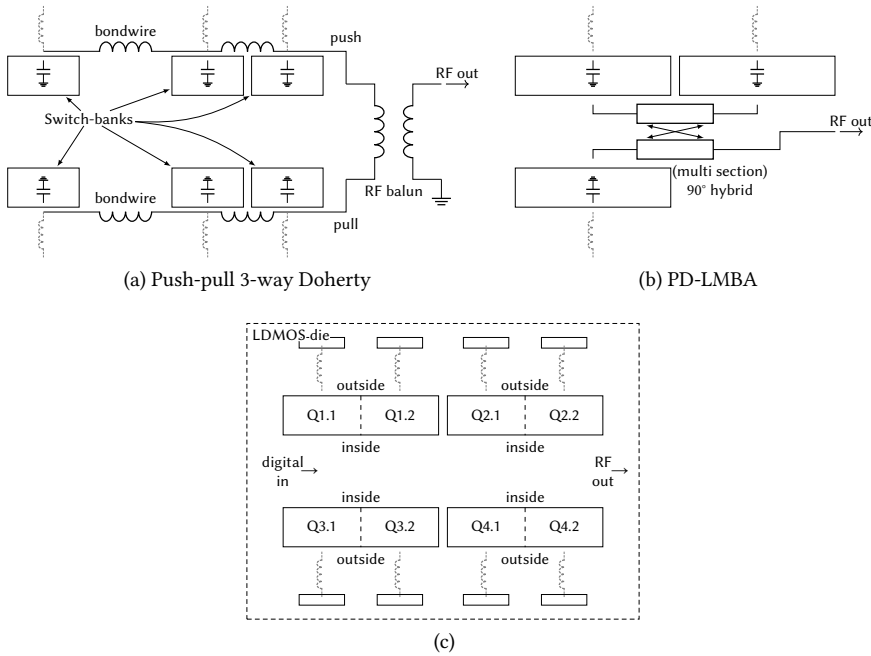 bondwire
push
RF out
Switch-banks
bondwire
RF balun
pull
(a) Push-pull 3-way Doherty
RF out
(multi section)
90° hybrid
(b) PD-LMBA
LDMOS-die
outside
outside
Q1.1
Q1.2
Q2.1
Q2.2
inside
inside
digital
in
RF
out
inside
inside
Q3.1
Q3.2
Q4.1
Q4.2
outside
outside
(c)